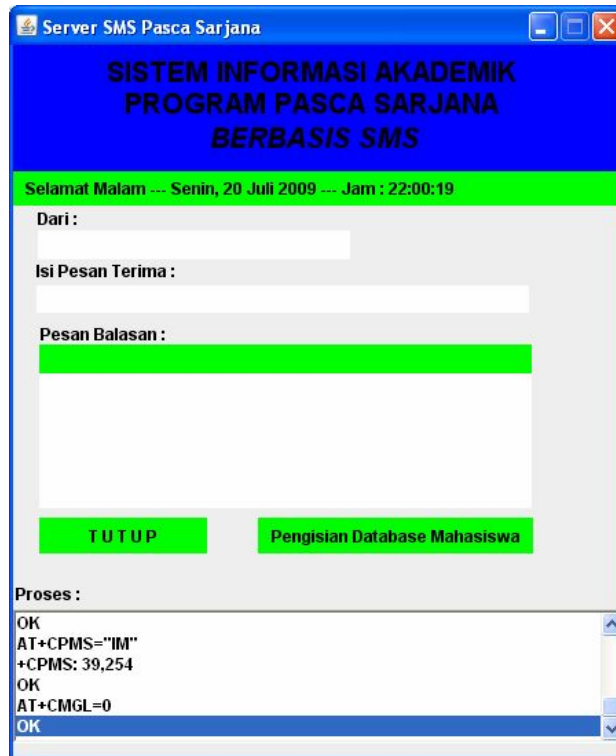 Server SMS Pasca Sarjana
SISTEM INFORMASI AKADEMIK
PROGRAM PASCA SARJANA
BERBASIS SMS
Selamat Malam --- Senin, 20 Juli 2009 --- Jam : 22:00:19
Dari :
Isi Pesan Terima :
Pesan Balasan :
T U T U P
Pengisian Database Mahasiswa
Proses :
OK
AT+CPMS="IM"
+CPMS: 39,254
OK
AT+CMGL=0
OK